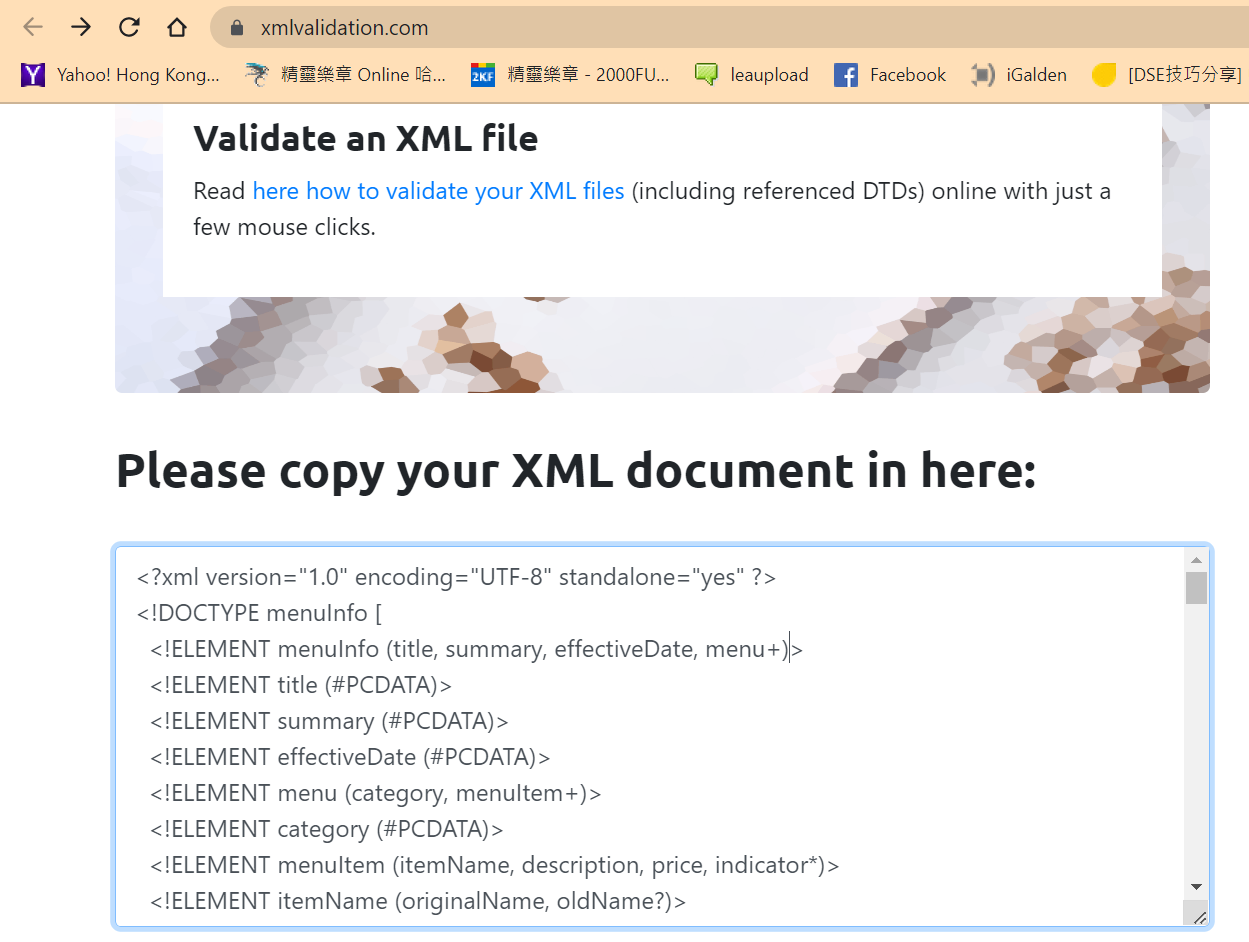 xmlvalidation.com
Y Yahoo! Hong Kong... 精靈樂章 Online 哈... 2KF 精靈樂章 - 2000FU... leaupload f Facebook iGalden [DSE技巧分享]
Validate an XML file
Read here how to validate your XML files (including referenced DTDs) online with just a
few mouse clicks.
Please copy your XML document in here:
<?xml version="1.0" encoding="UTF-8" standalone="yes" ?>
<!DOCTYPE menuInfo [
<!ELEMENT menuInfo (title, summary, effectiveDate, menu+)>
<!ELEMENT title (#PCDATA)>
<!ELEMENT summary (#PCDATA)>
<!ELEMENT effectiveDate (#PCDATA)>
<!ELEMENT menu (category, menuItem+)>
<!ELEMENT category (#PCDATA)>
<!ELEMENT menuItem (itemName, description, price, indicator*)>
<!ELEMENT itemName (originalName, oldName?)>